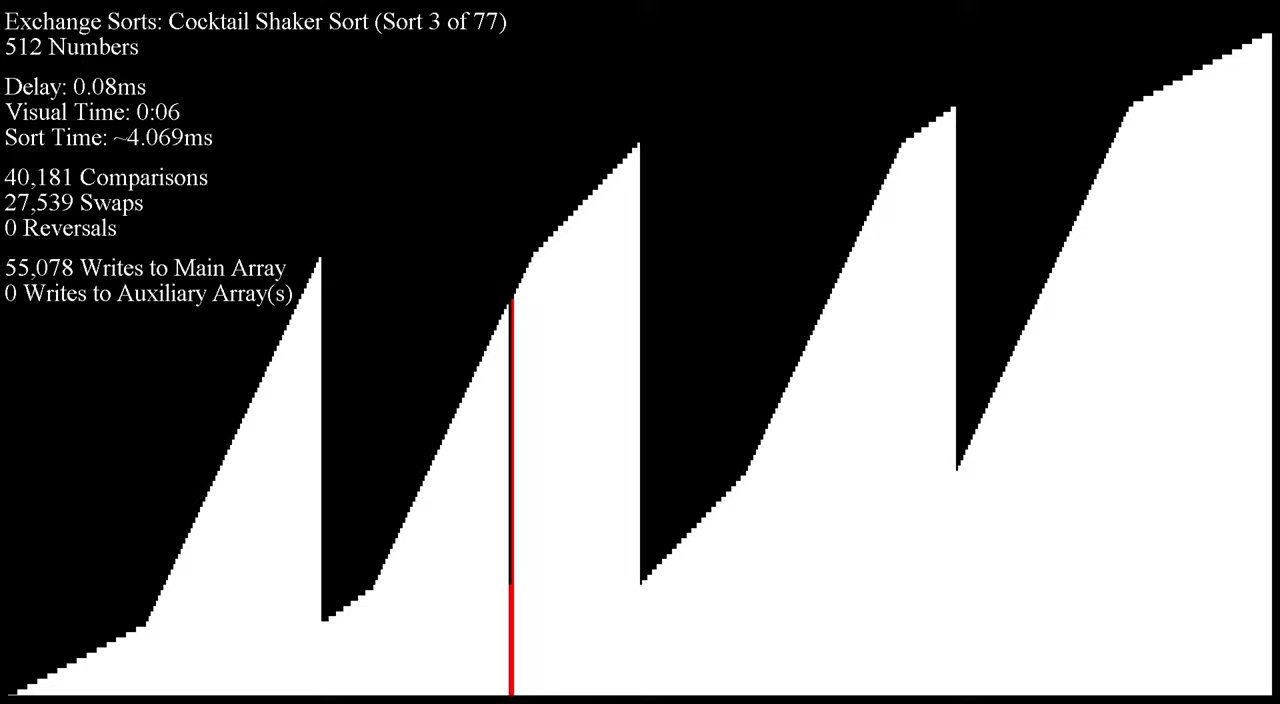 Exchange Sorts: Cocktail Shaker Sort (Sort 3 of 77)
512 Numbers
Delay: 0.08ms
Visual Time: 0:06
Sort Time: ~4.069ms
40,181 Comparisons
27,539 Swaps
0 Reversals
55,078 Writes to Main Array
0 Writes to Auxiliary Array(s)